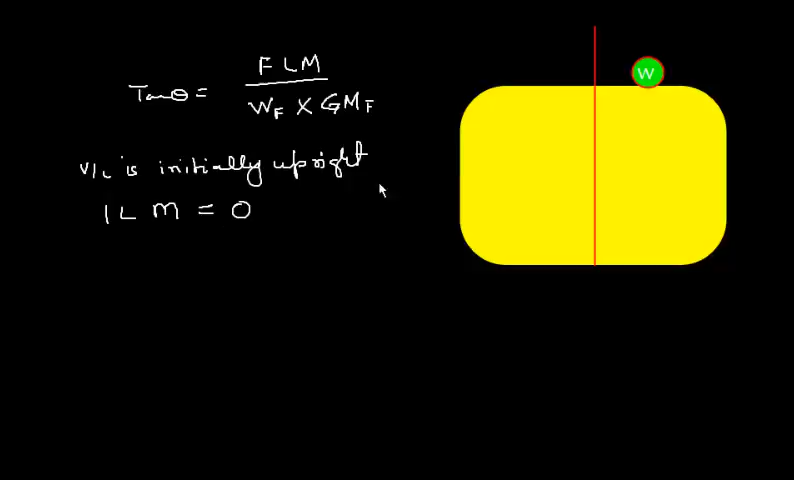 Tanθ = FLM / W_F × GM_F
V/L is initially upright
ILM = 0
W